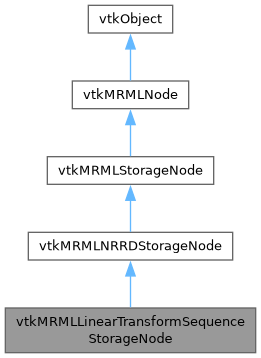 vtkObject
vtkMRMLNode
vtkMRMLStorageNode
vtkMRMLNRRDStorageNode
vtkMRMLLinearTransformSequence
StorageNode